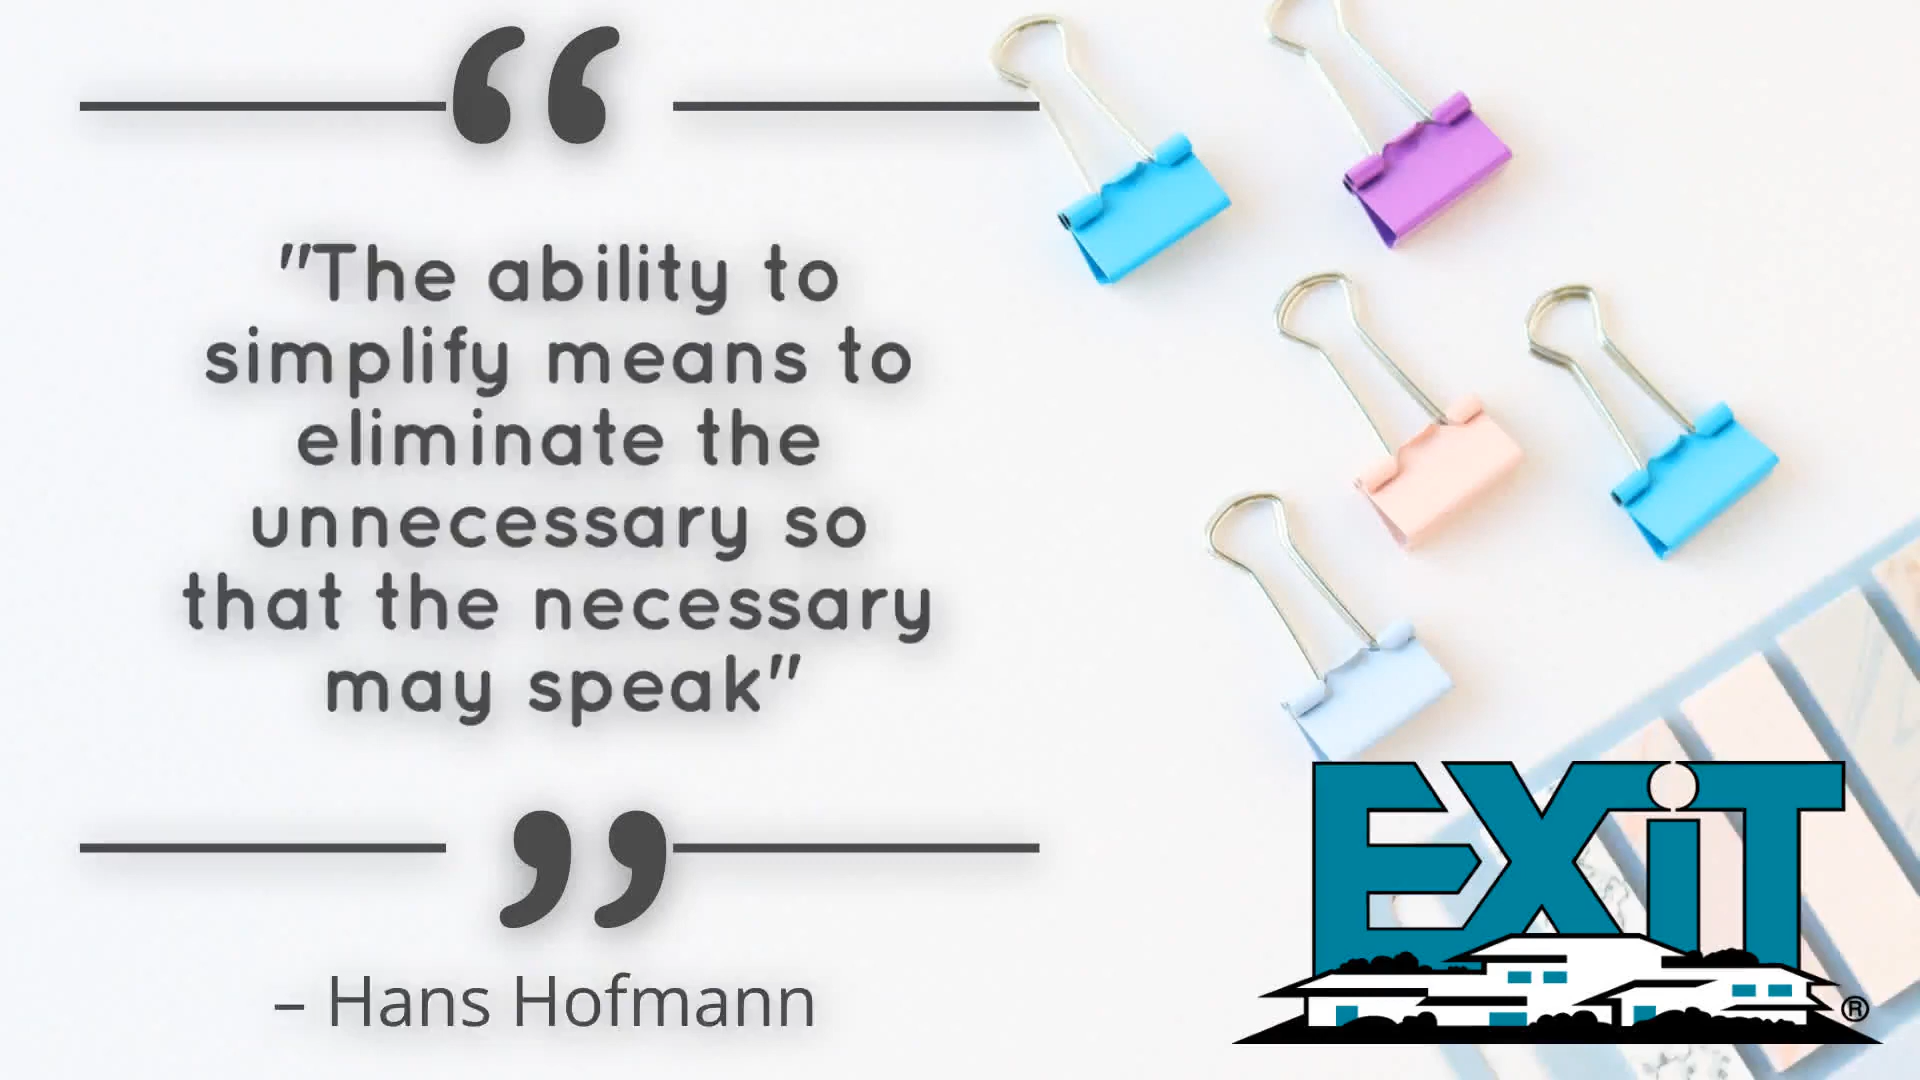 “
"The ability to
simplify means to
eliminate the
unnecessary so
that the necessary
may speak"
”
– Hans Hofmann
EXiT
®